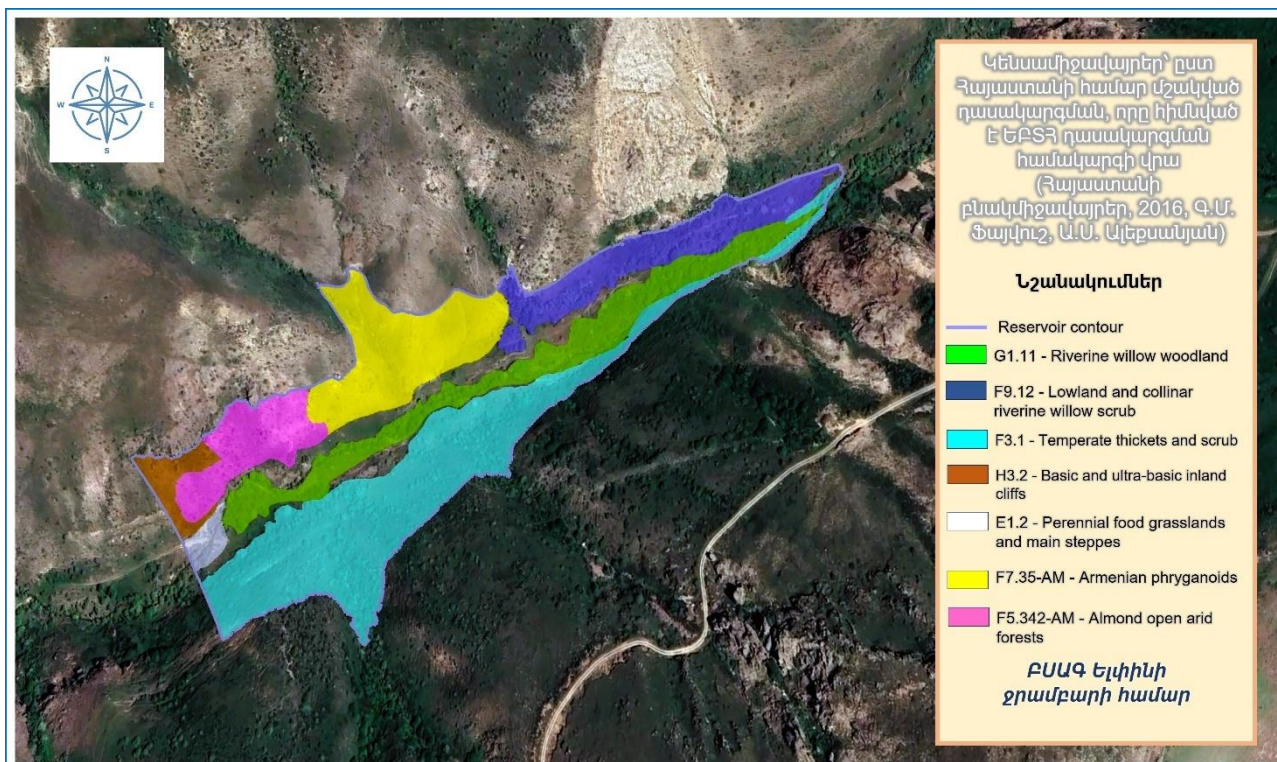 N
W
E
S
Կենսամիջավայրեր՝ ըստ
Հայաստանի համար մշակված
դասակարգման, որը հիմնված
է ԵԲՏՀ դասակարգման
համակարգի վրա
(Հայաստանի
բնակմիջավայրեր, 2016, Գ.Մ.
Ֆայվուշ, Ա.Ս. Ալեքսանյան)
Նշանակումներ
Reservoir contour
G1.11 - Riverine willow woodland
F9.12 - Lowland and collinar
riverine willow scrub
F3.1 - Temperate thickets and scrub
H3.2 - Basic and ultra-basic inland
cliffs
E1.2 - Perennial food grasslands
and main steppes
F7.35-AM - Armenian phryganoids
F5.342-AM - Almond open arid
forests
ԲՍԱԳ Ելփինի
ջրամբարի համար